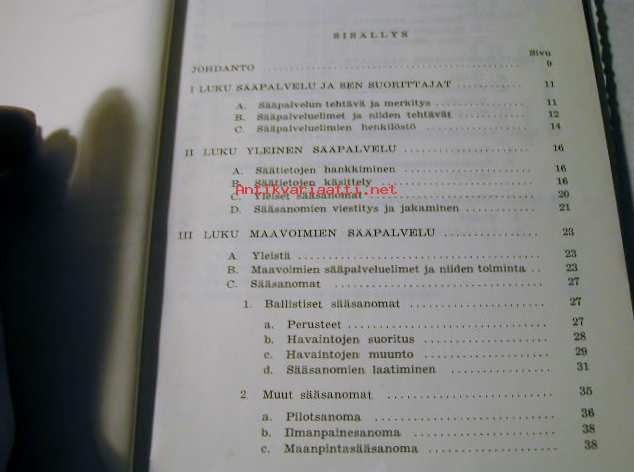 SISÄLLYS
Sivu
JOHDANTO 9
I LUKU SÄÄPALVELU JA SEN SUORITTAJAT 11
A. Sääpalvelun tehtävä ja merkitys 11
B. Sääpalveluelimet ja niiden tehtävät 12
C. Sääpalveluelimien henkilöstö 14
II LUKU YLEINEN SÄÄPALVELU 16
A. Säätietojen hankkiminen 16
B. Säätietojen käsittely 16
Antikvariaatti.net
C. Yleiset sääsanomat 20
D. Sääsanomien viestitys ja jakaminen 21
III LUKU MAAVOIMIEN SÄÄPALVELU 23
A. Yleistä 23
B. Maavoimien sääpalveluelimet ja niiden toiminta 23
C. Sääsanomat 27
1. Ballistiset sääsanomat 27
a. Perusteet 27
b. Havaintojen suoritus 28
c. Havaintojen muunto 29
d. Sääsanomien laatiminen 31
2. Muut sääsanomat 35
a. Pilotsanoma 36
b. Ilmanpainesanoma 38
c. Maanpintasääsanoma 38